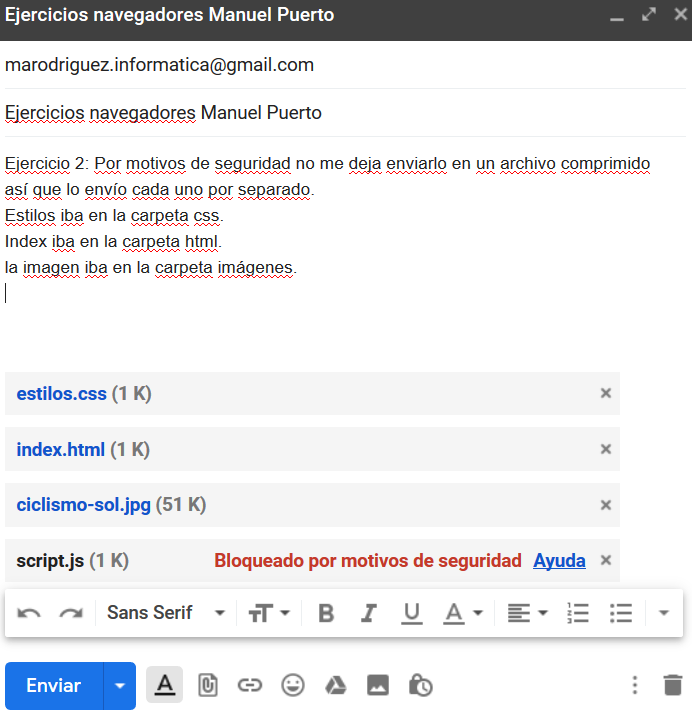 Ejercicios navegadores Manuel Puerto
marodriguez.informatica@gmail.com
Ejercicios navegadores Manuel Puerto
Ejercicio 2: Por motivos de seguridad no me deja enviarlo en un archivo comprimido
así que lo envío cada uno por separado.
Estilos iba en la carpeta css.
Index iba en la carpeta html.
la imagen iba en la carpeta imágenes.
estilos.css (1 K)
index.html (1 K)
ciclismo-sol.jpg (51 K)
script.js (1 K) Bloqueado por motivos de seguridad Ayuda
Sans Serif
Enviar